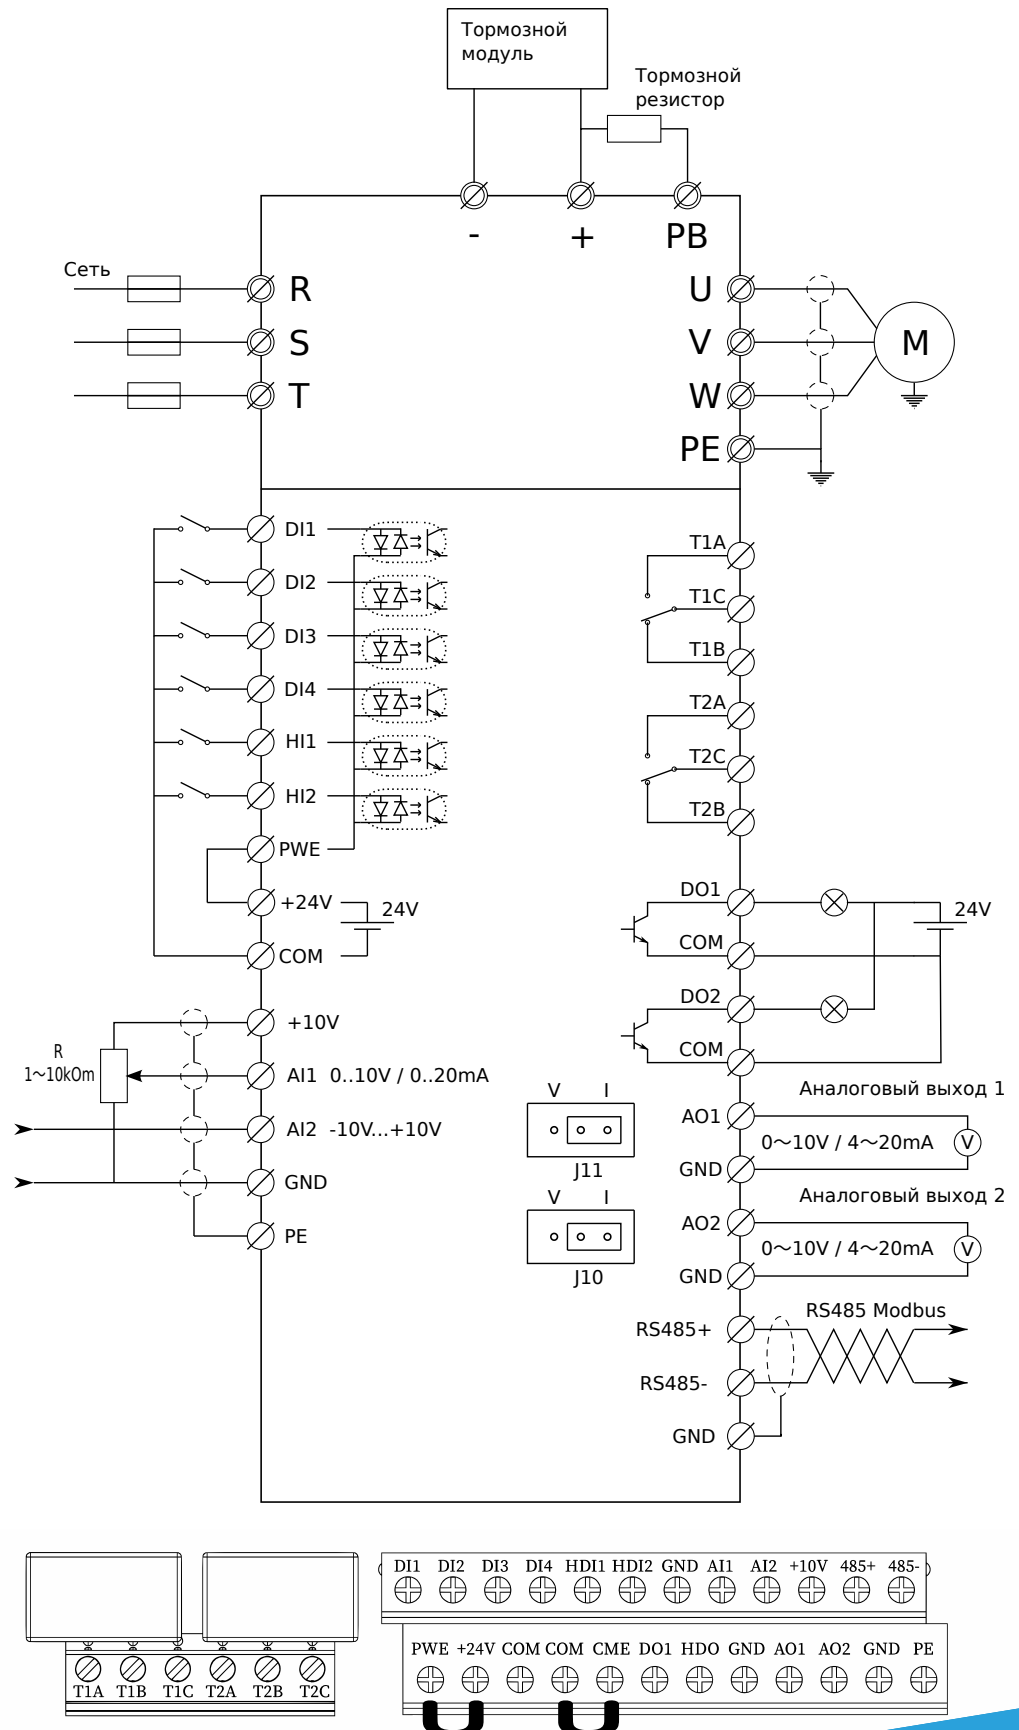 Тормозной
модуль
Тормозной
резистор
- + PB
Сеть
R
S
T
U
V
W
PE
M
DI1
DI2
DI3
DI4
HI1
HI2
PWE
+24V
24V
COM
T1A
T1C
T1B
T2A
T2C
T2B
DO1
COM
24V
DO2
COM
+10V
R
1~10kOm
AI1 0..10V / 0..20mA
AI2 -10V...+10V
GND
PE
V I
J11
V I
J10
Аналоговый выход 1
AO1
0~10V / 4~20mA V
GND
Аналоговый выход 2
AO2
0~10V / 4~20mA V
GND
RS485 Modbus
RS485+
RS485-
GND
T1A T1B T1C T2A T2B T2C
DI1 DI2 DI3 DI4 HDI1 HDI2 GND AI1 AI2 +10V 485+ 485-
PWE +24V COM COM CME DO1 HDO GND AO1 AO2 GND PE